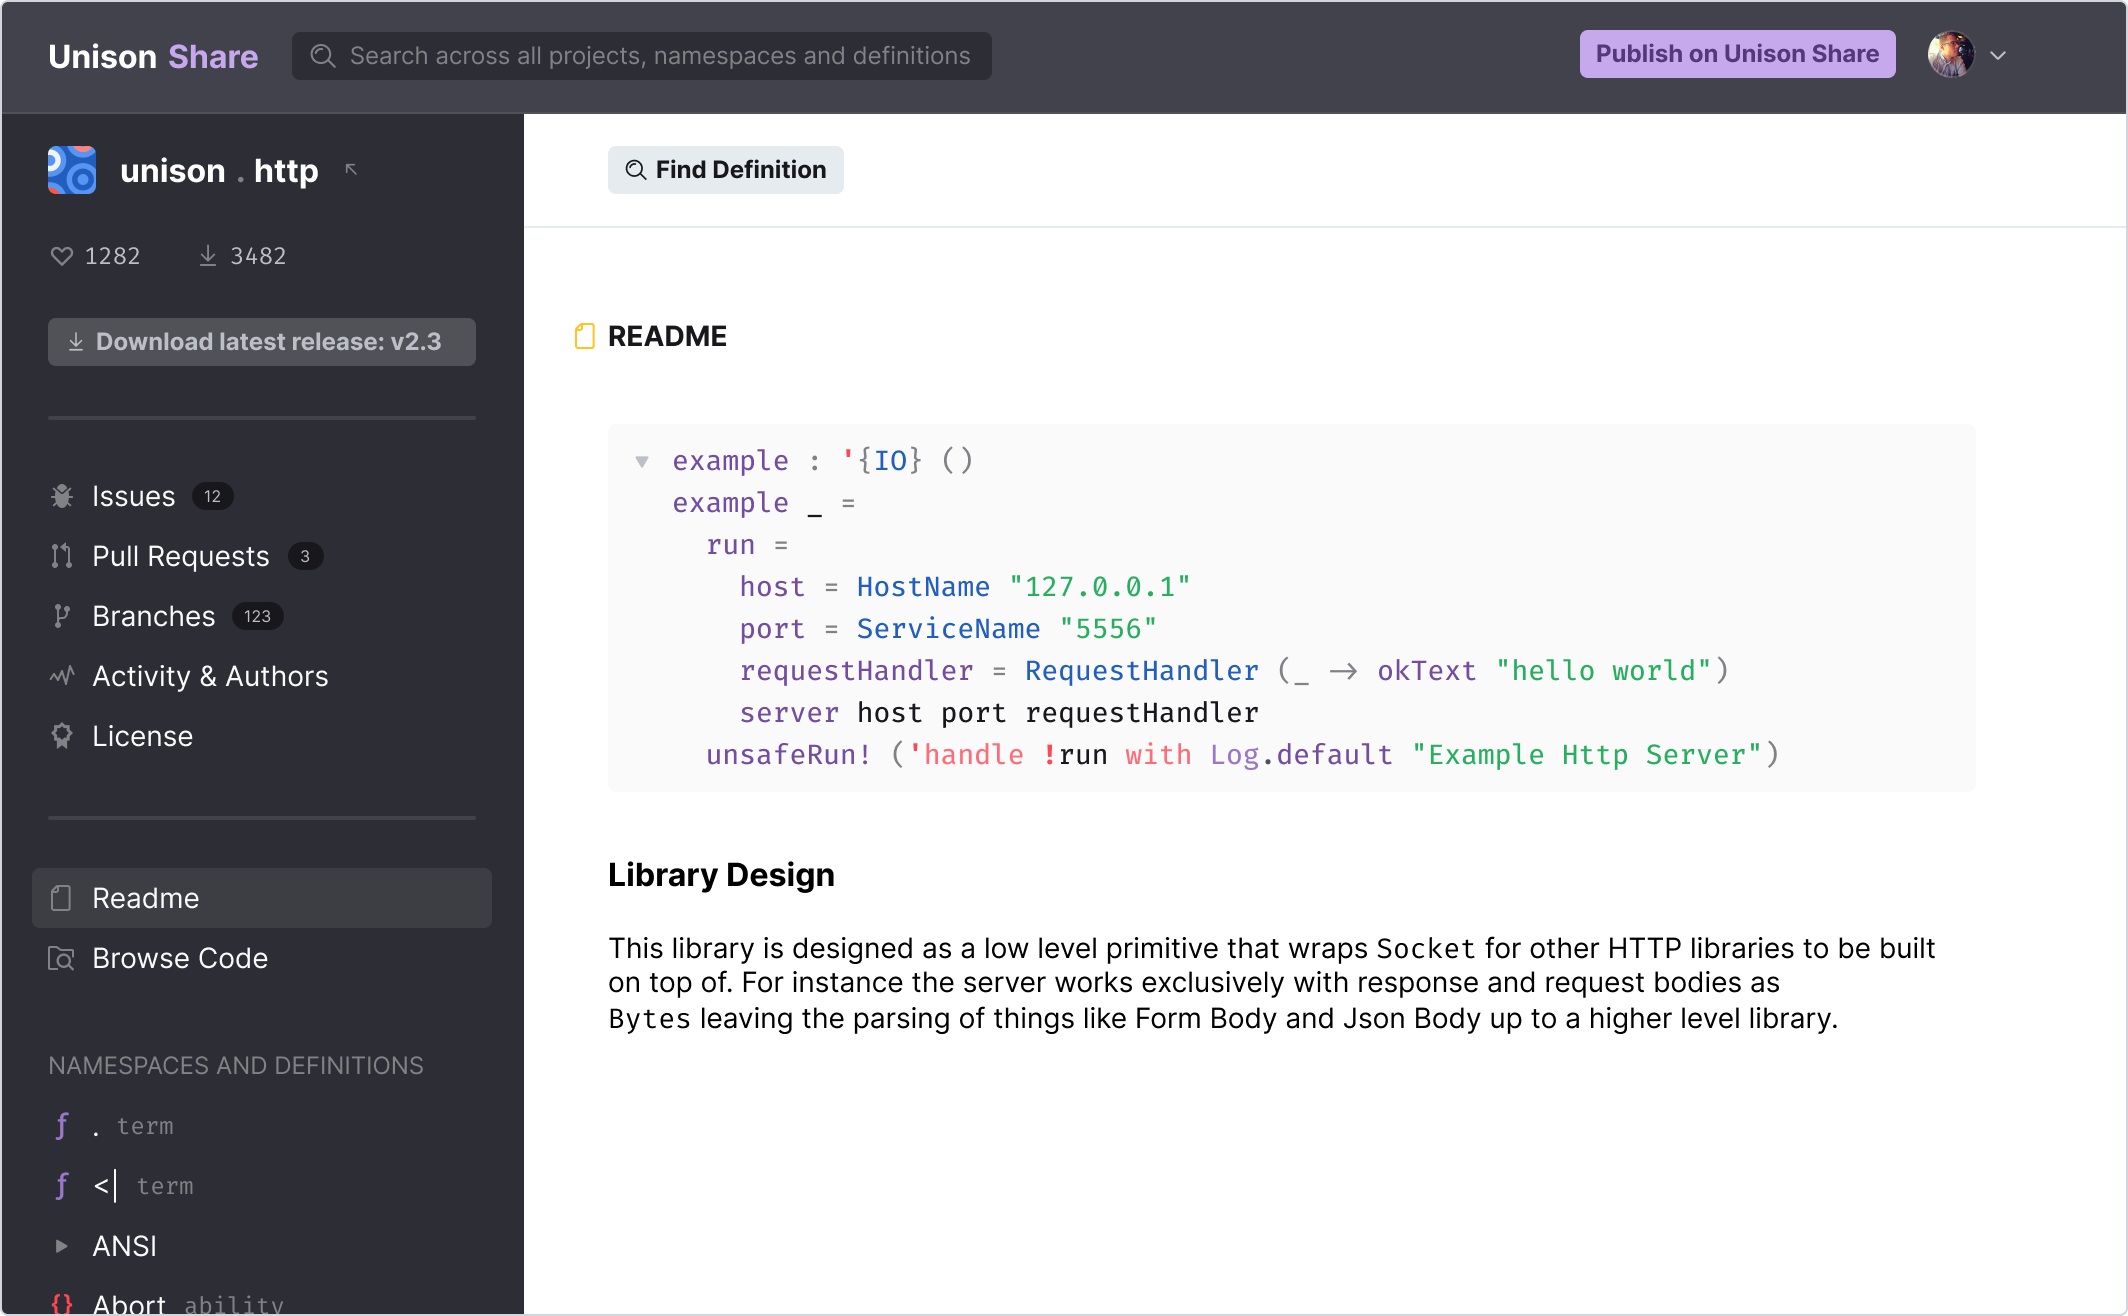 Unison Share
Search across all projects, namespaces and definitions
Publish on Unison Share
unison . http
1282 3482
Download latest release: v2.3
Issues 12
Pull Requests 3
Branches 123
Activity & Authors
License
Readme
Browse Code
NAMESPACES AND DEFINITIONS
ƒ . term
ƒ <| term
ANSI
{} Abort ability
Find Definition
README
example : '{IO} ()
example _ =
run =
host = HostName "127.0.0.1"
port = ServiceName "5556"
requestHandler = RequestHandler (_ → okText "hello world")
server host port requestHandler
unsafeRun! ('handle !run with Log.default "Example Http Server")
Library Design
This library is designed as a low level primitive that wraps Socket for other HTTP libraries to be built
on top of. For instance the server works exclusively with response and request bodies as
Bytes leaving the parsing of things like Form Body and Json Body up to a higher level library.